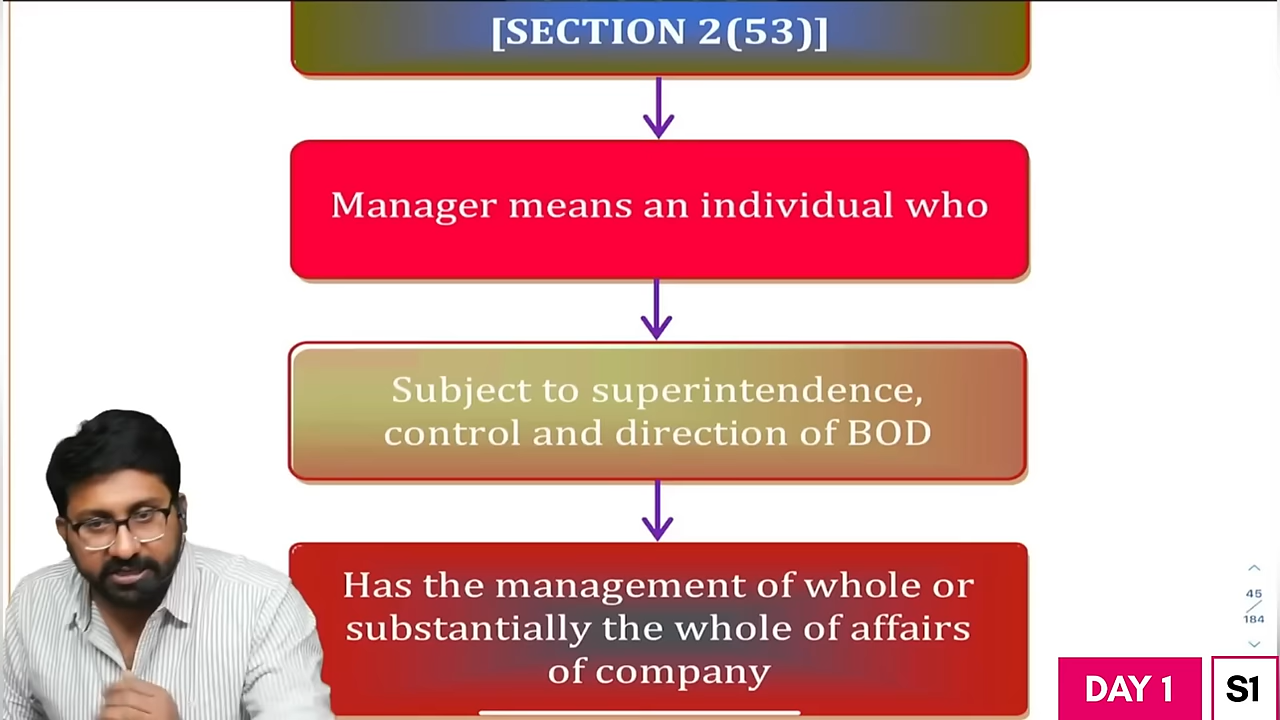 [SECTION 2(53)]
Manager means an individual who
Subject to superintendence,
control and direction of BOD
Has the management of whole or
substantially the whole of affairs
of company
45
184
DAY 1
S1